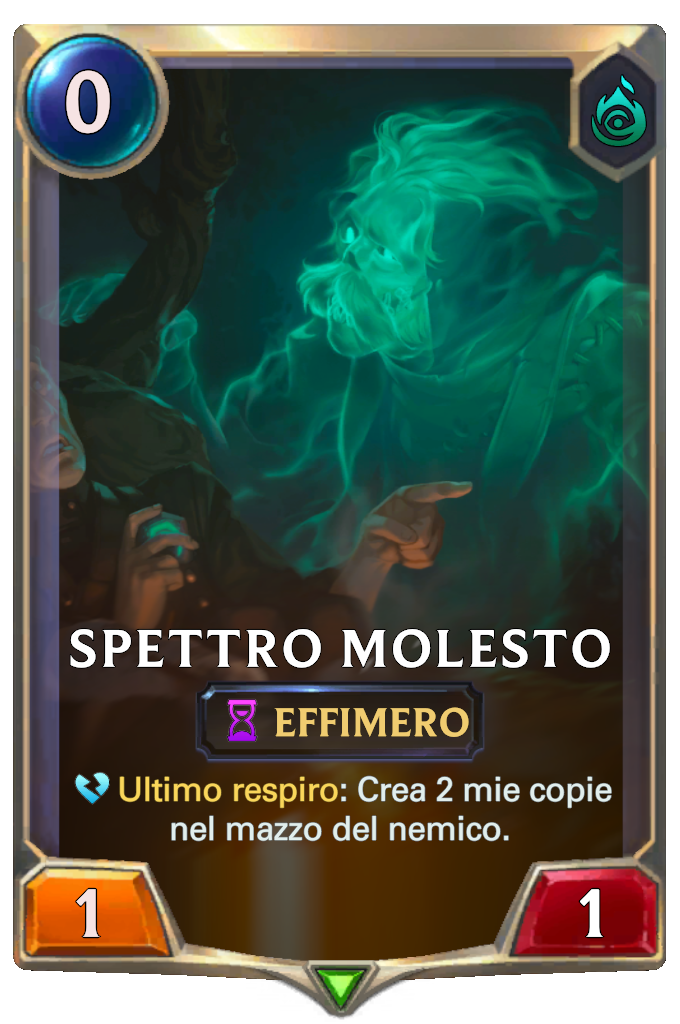 0
SPETTRO MOLESTO
EFFIMERO
Ultimo respiro: Crea 2 mie copie
nel mazzo del nemico.
1 1